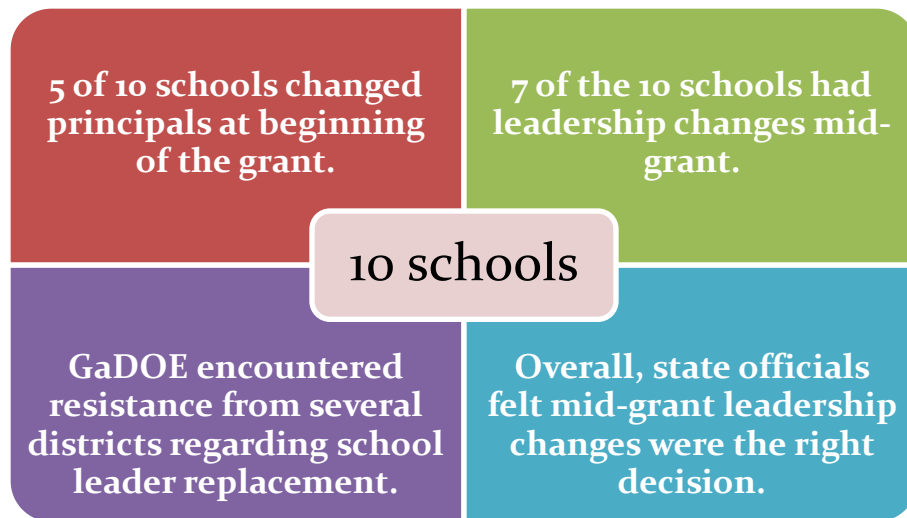 5 of 10 schools changed
principals at beginning
of the grant.
7 of the 10 schools had
leadership changes mid-
grant.
10 schools
GaDOE encountered
resistance from several
districts regarding school
leader replacement.
Overall, state officials
felt mid-grant leadership
changes were the right
decision.